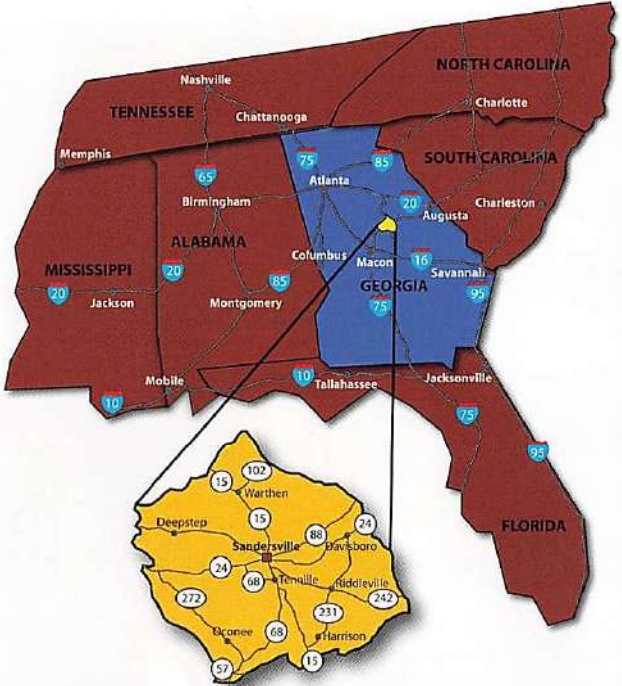 NORTH CAROLINA
Nashville
TENNESSEE
Charlotte
Chattanooga
Memphis
75
85
SOUTH CAROLINA
65
Atlanta
Birmingham
20
Augusta
Charleston
ALABAMA
Columbus
Macon
16
MISSISSIPPI
20
Savannah
85
GEORGIA
20
Jackson
Montgomery
75
95
Mobile
10
Tallahassee
Jacksonville
10
75
95
FLORIDA
102
15
Warthen
15
24
Deepstep
88
Davisboro
Sandersville
24
68
Tennille
Riddleville
272
242
231
Oconee
68
Harrison
57
15